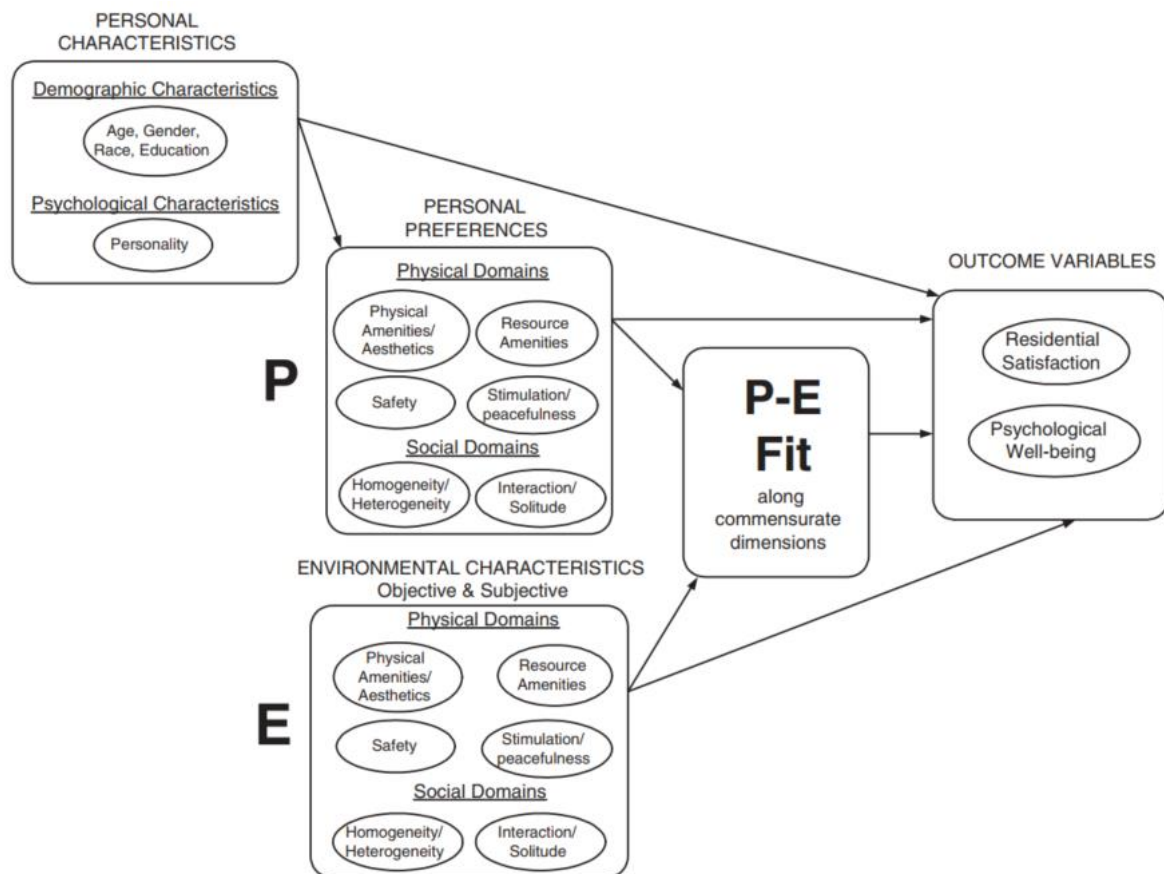 PERSONAL
CHARACTERISTICS
Demographic Characteristics
Age, Gender,
Race, Education
Psychological Characteristics
Personality
PERSONAL
PREFERENCES
Physical Domains
Physical
Amenities/
Aesthetics
Resource
Amenities
P
Safety
Stimulation/
peacefulness
Social Domains
Homogeneity/
Heterogeneity
Interaction/
Solitude
ENVIRONMENTAL CHARACTERISTICS
Objective & Subjective
Physical Domains
Physical
Amenities/
Aesthetics
Resource
Amenities
E
Safety
Stimulation/
peacefulness
Social Domains
Homogeneity/
Heterogeneity
Interaction/
Solitude
P-E
Fit
along
commensurate
dimensions
OUTCOME VARIABLES
Residential
Satisfaction
Psychological
Well-being